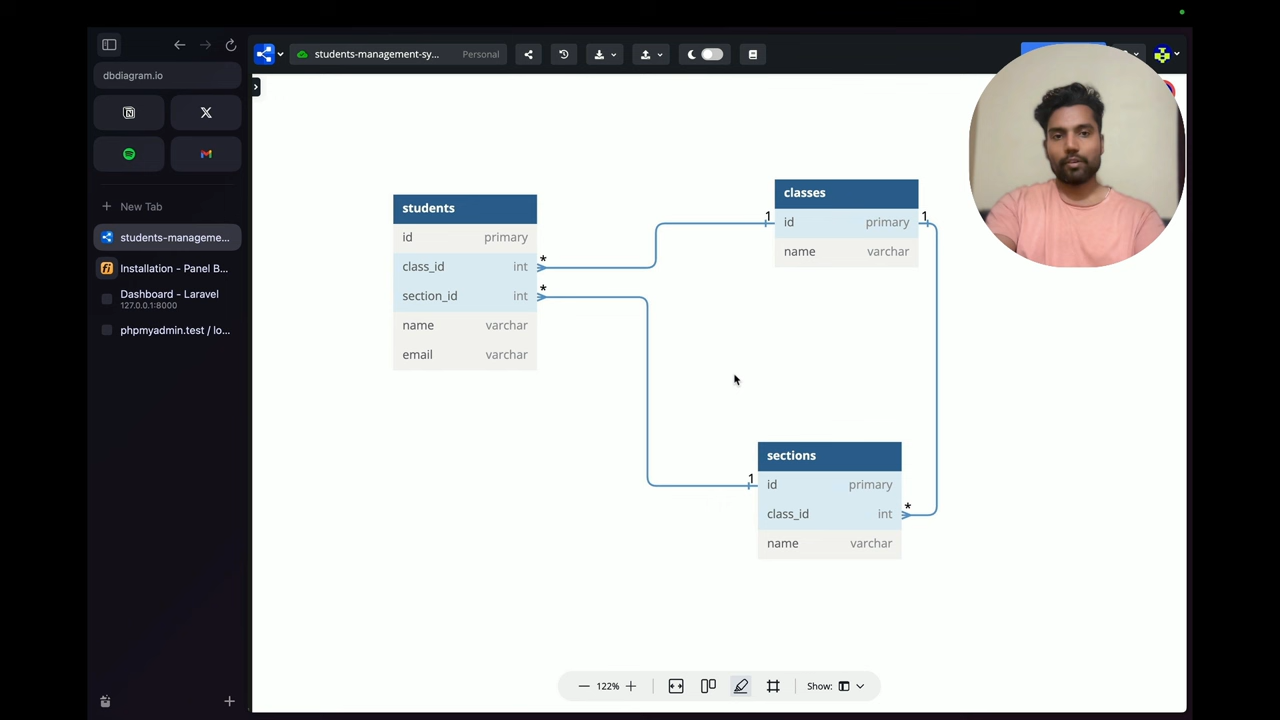 dbdiagram.io
New Tab
students-manageme...
Installation - Panel B...
Dashboard - Laravel
127.0.0.1:8000
phpmyadmin.test / lo...
students-management-sy... Personal
students
id primary
class_id int
section_id int
name varchar
email varchar
*
*
classes
1 id primary 1
name varchar
sections
1 id primary
class_id int *
name varchar
122%
Show: